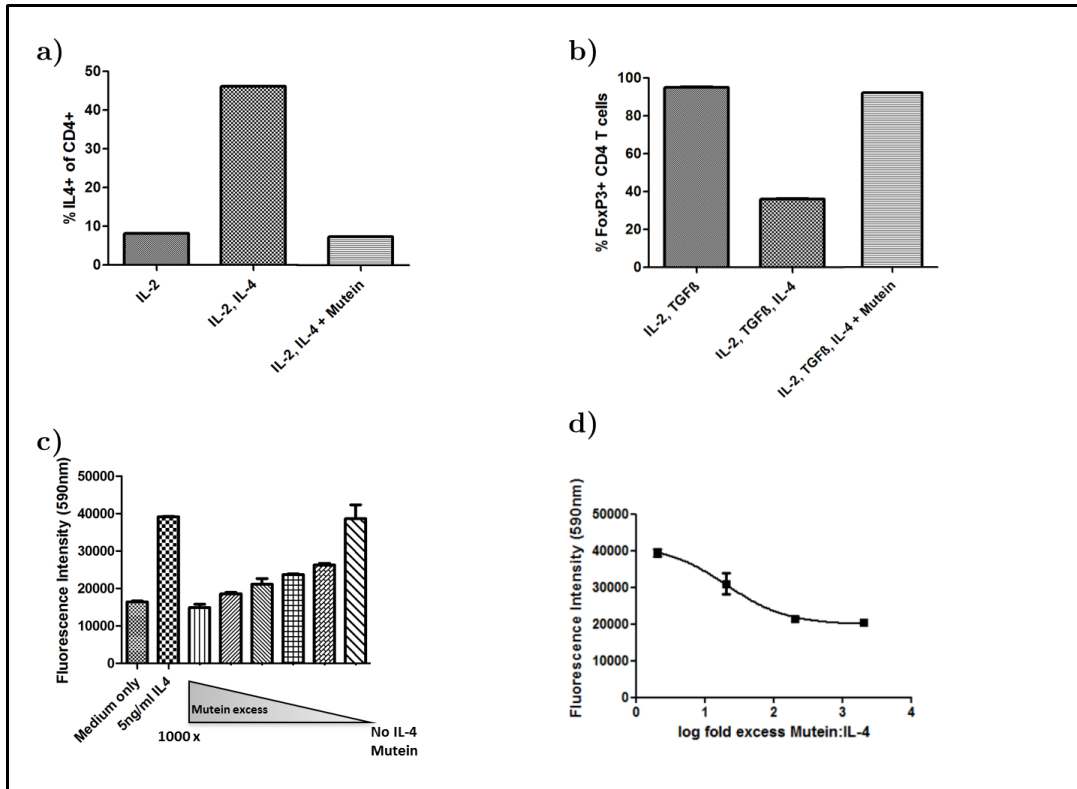 a)
% IL4+ of CD4+
50
40
30
20
10
0
IL-2
IL-2, IL-4
IL-2, IL-4 + Mutein
b)
% FoxP3+ CD4 T cells
100
80
60
40
20
0
IL-2, TGFß
IL-2, TGFß, IL-4
IL-2, TGFß, IL-4 + Mutein
c)
Fluorescence Intensity (590nm)
50000
40000
30000
20000
10000
0
Medium only
5ng/ml IL4
Mutein excess
1000 x
No IL-4
Mutein
d)
Fluorescence Intensity (590nm)
50000
40000
30000
20000
10000
0
0
1
2
3
4
log fold excess Mutein:IL-4